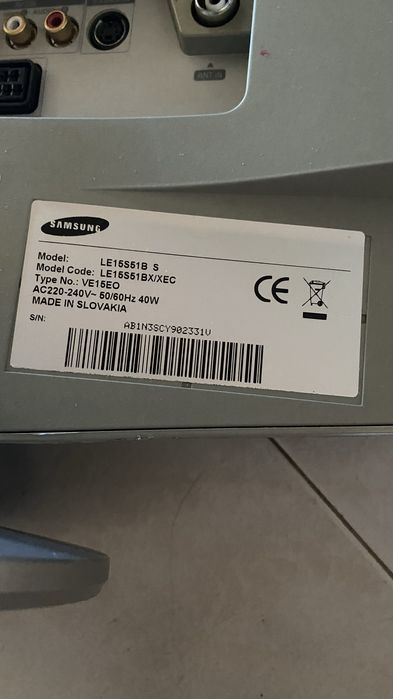 ANT IN
SAMSUNG
Model: LE15S51B S
Model Code: LE15S51BX/XEC
Type No.: VE15EO
AC220-240V~ 50/60Hz 40W
MADE IN SLOVAKIA
CE
S/N: AB1N3SCY902331V